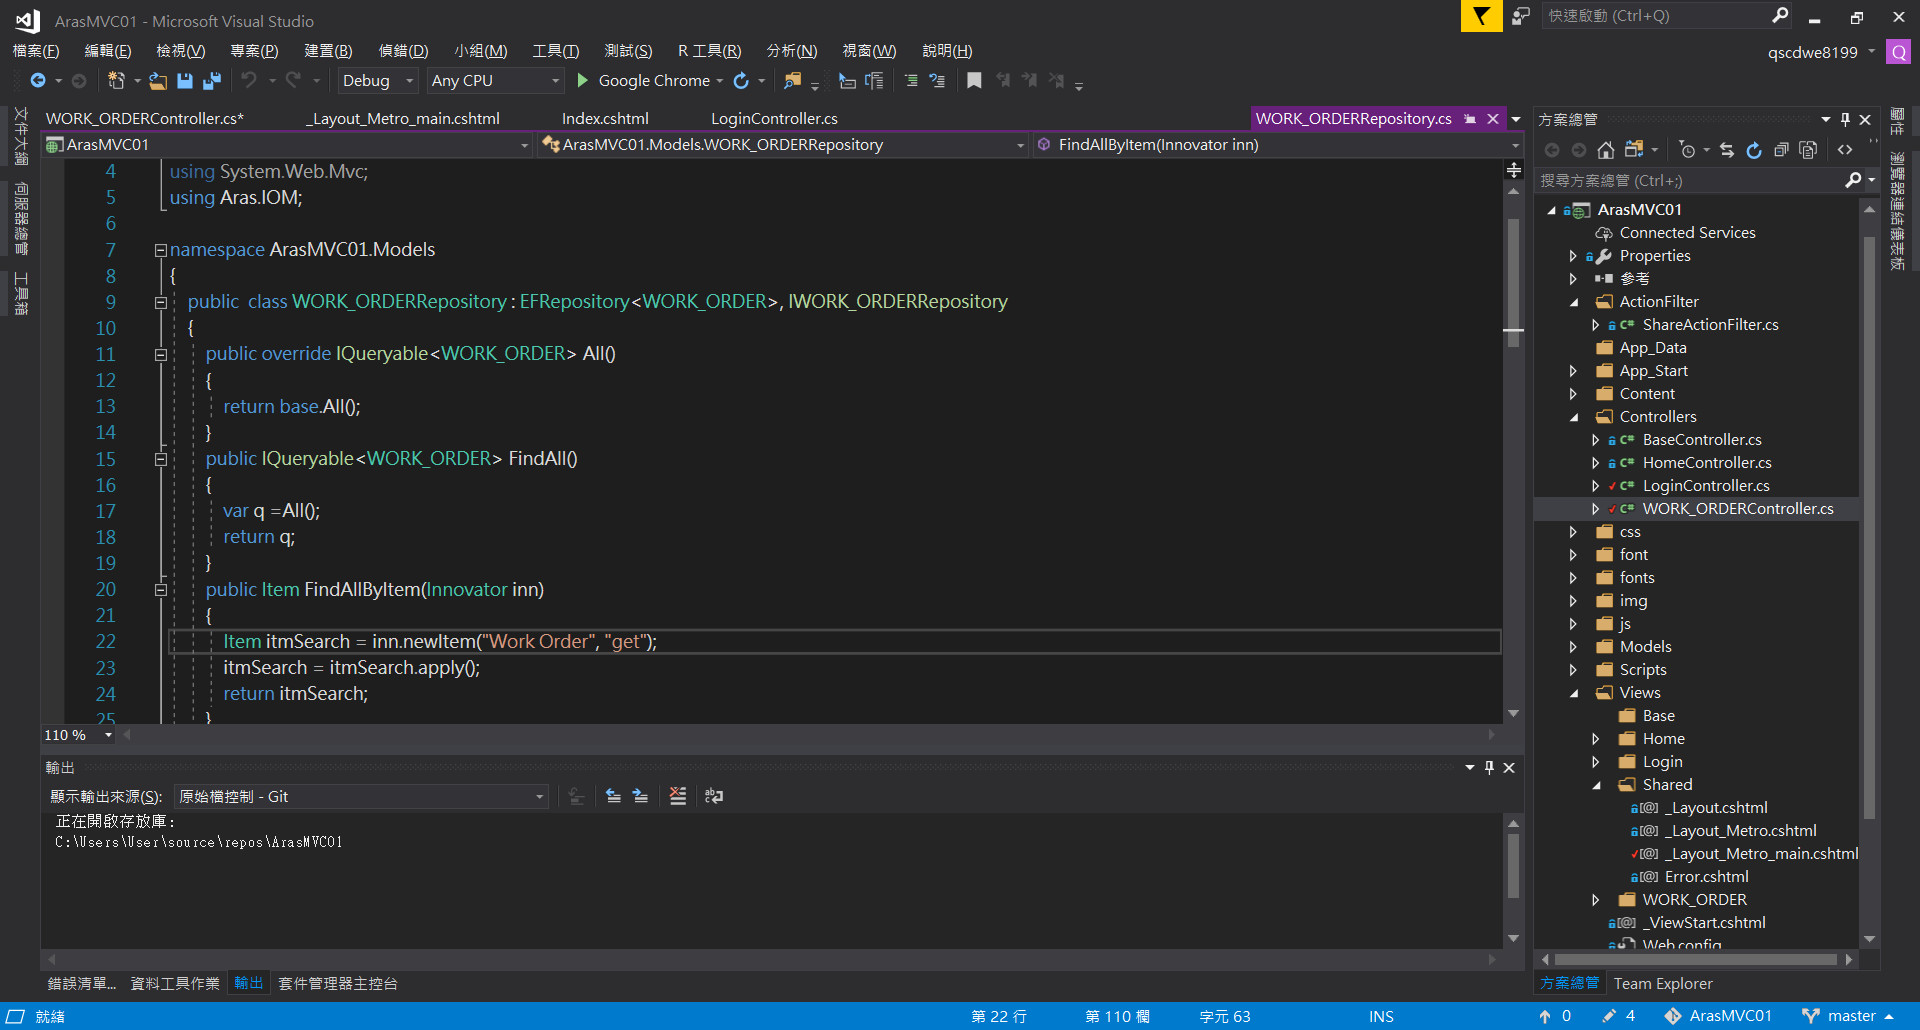 ArasMVC01 - Microsoft Visual Studio
快速啟動 (Ctrl+Q)
檔案(F) 編輯(E) 檢視(V) 專案(P) 建置(B) 偵錯(D) 小組(M) 工具(T) 測試(S) R 工具(R) 分析(N) 視窗(W) 說明(H)
qscdwe8199 Q
Debug Any CPU Google Chrome
文件大綱
伺服器總管
工具箱
WORK_ORDERController.cs* _Layout_Metro_main.cshtml Index.cshtml LoginController.cs WORK_ORDERRepository.cs
ArasMVC01 ArasMVC01.Models.WORK_ORDERRepository FindAllByItem(Innovator inn)
4 using System.Web.Mvc;
5 using Aras.IOM;
6
7 namespace ArasMVC01.Models
8 {
9 public class WORK_ORDERRepository : EFRepository<WORK_ORDER>, IWORK_ORDERRepository
10 {
11 public override IQueryable<WORK_ORDER> All()
12 {
13 return base.All();
14 }
15 public IQueryable<WORK_ORDER> FindAll()
16 {
17 var q =All();
18 return q;
19 }
20 public Item FindAllByItem(Innovator inn)
21 {
22 Item itmSearch = inn.newItem("Work Order", "get");
23 itmSearch = itmSearch.apply();
24 return itmSearch;
25 }
110 %
輸出
顯示輸出來源(S): 原始檔控制 - Git
正在開啟存放庫:
C:\Users\User\source\repos\ArasMVC01
錯誤清單... 資料工具作業 輸出 套件管理器主控台
方案總管
搜尋方案總管 (Ctrl+;)
ArasMVC01
Connected Services
Properties
參考
ActionFilter
C# ShareActionFilter.cs
App_Data
App_Start
Content
Controllers
C# BaseController.cs
C# HomeController.cs
C# LoginController.cs
C# WORK_ORDERController.cs
css
font
fonts
img
js
Models
Scripts
Views
Base
Home
Login
Shared
[@] _Layout.cshtml
[@] _Layout_Metro.cshtml
[@] _Layout_Metro_main.cshtml
[@] Error.cshtml
WORK_ORDER
[@] _ViewStart.cshtml
Web.config
方案總管 Team Explorer
屬性
瀏覽器連結儀表板
就緒 第 22 行 第 110 欄 字元 63 INS 0 4 ArasMVC01 master